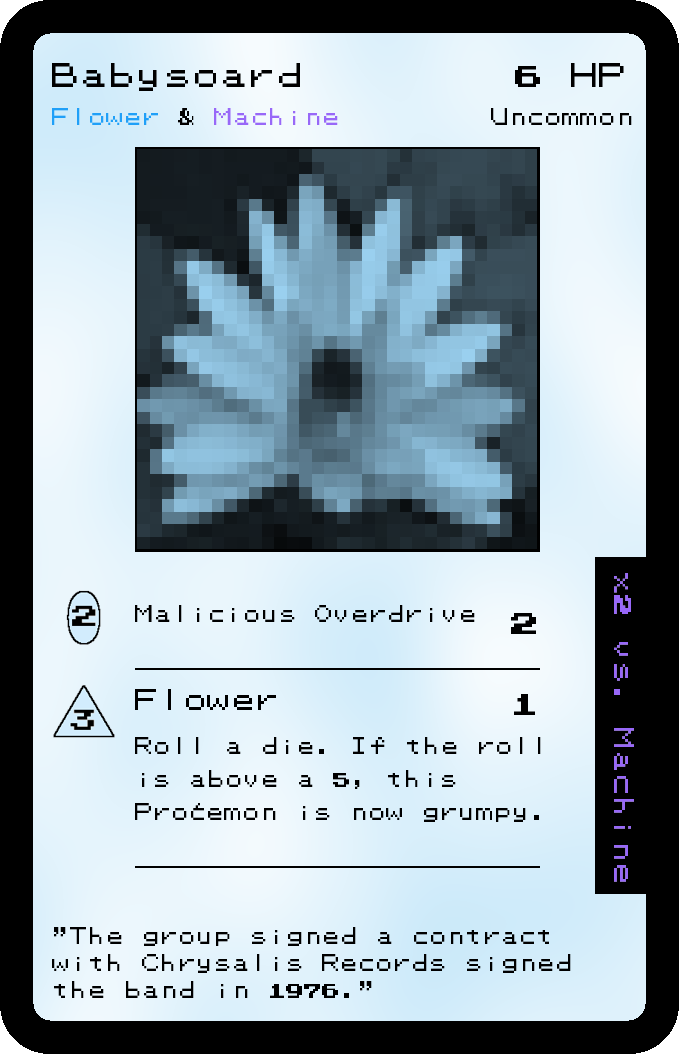 Babysoard 6 HP
Flower & Machine Uncommon
2 Malicious Overdrive 2
3 Flower 1
Roll a die. If the roll
is above a 5, this
Proćemon is now grumpy.
x2 vs. Machine
"The group signed a contract
with Chrysalis Records signed
the band in 1976."